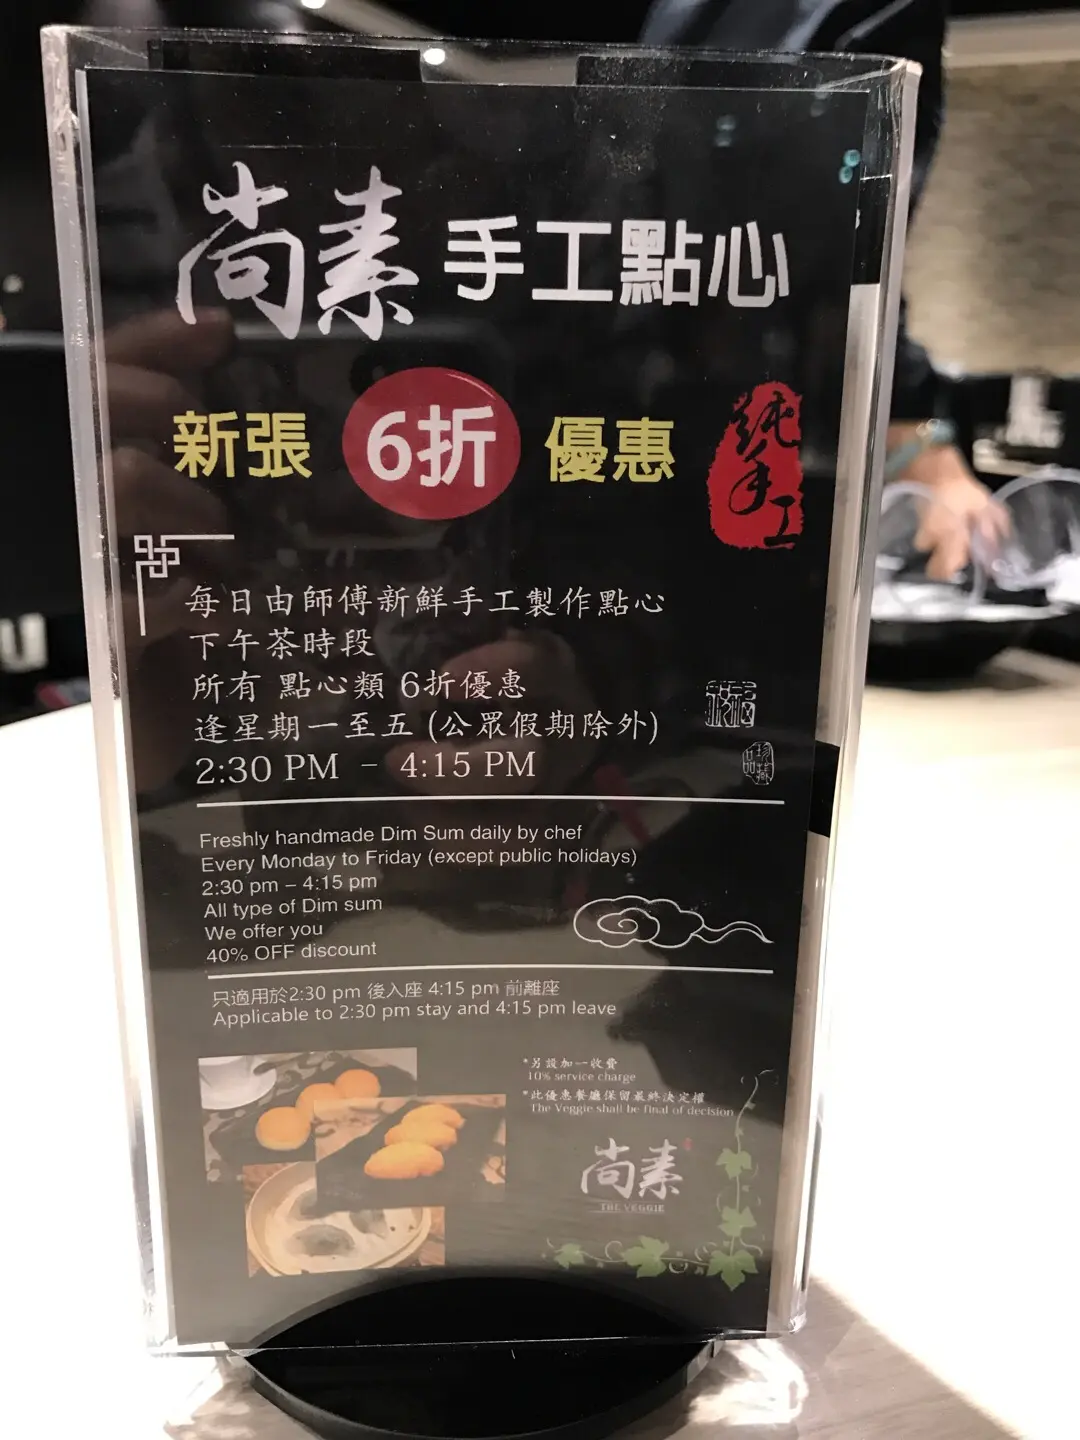 尚素 手工點心
新張 6折 優惠
純手工
每日由師傅新鮮手工製作點心
下午茶時段
所有 點心類 6折優惠
逢星期一至五 (公眾假期除外)
2:30 PM – 4:15 PM
Freshly handmade Dim Sum daily by chef
Every Monday to Friday (except public holidays)
2:30 pm – 4:15 pm
All type of Dim sum
We offer you
40% OFF discount
只適用於2:30 pm 後入座 4:15 pm 前離座
Applicable to 2:30 pm stay and 4:15 pm leave
*另設加一收費
10% service charge
*此優惠餐廳保留最終決定權
The Veggie shall be final of decision
尚素
THE VEGGIE